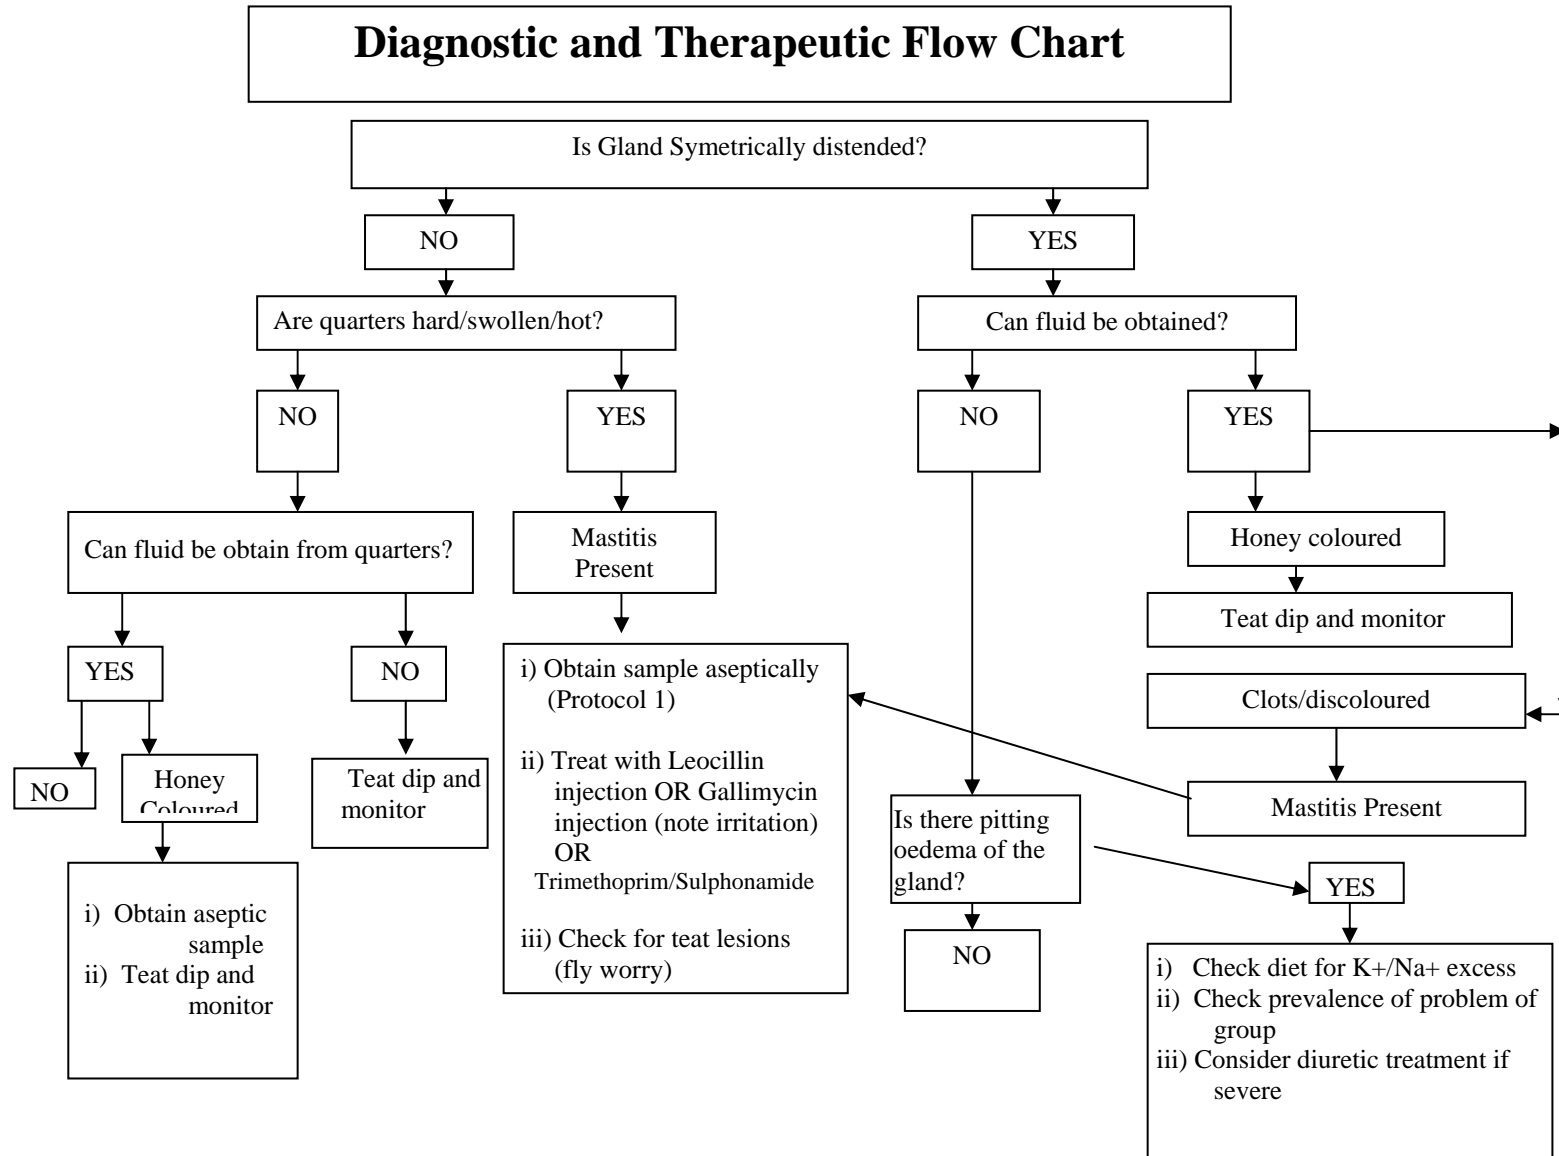 Diagnostic and Therapeutic Flow Chart
Is Gland Symetrically distended?
NO
YES
Are quarters hard/swollen/hot?
Can fluid be obtained?
NO
YES
NO
YES
Can fluid be obtain from quarters?
Mastitis
Present
Honey coloured
Teat dip and monitor
YES
NO
i) Obtain sample aseptically
(Protocol 1)
ii) Treat with Leocillin
injection OR Gallimycin
injection (note irritation)
OR
Trimethoprim/Sulphonamide
iii) Check for teat lesions
(fly worry)
Clots/discoloured
Mastitis Present
NO
Honey
Coloured
Teat dip and
monitor
Is there pitting
oedema of the
gland?
YES
NO
i) Obtain aseptic
sample
ii) Teat dip and
monitor
i) Check diet for K+/Na+ excess
ii) Check prevalence of problem of
group
iii) Consider diuretic treatment if
severe